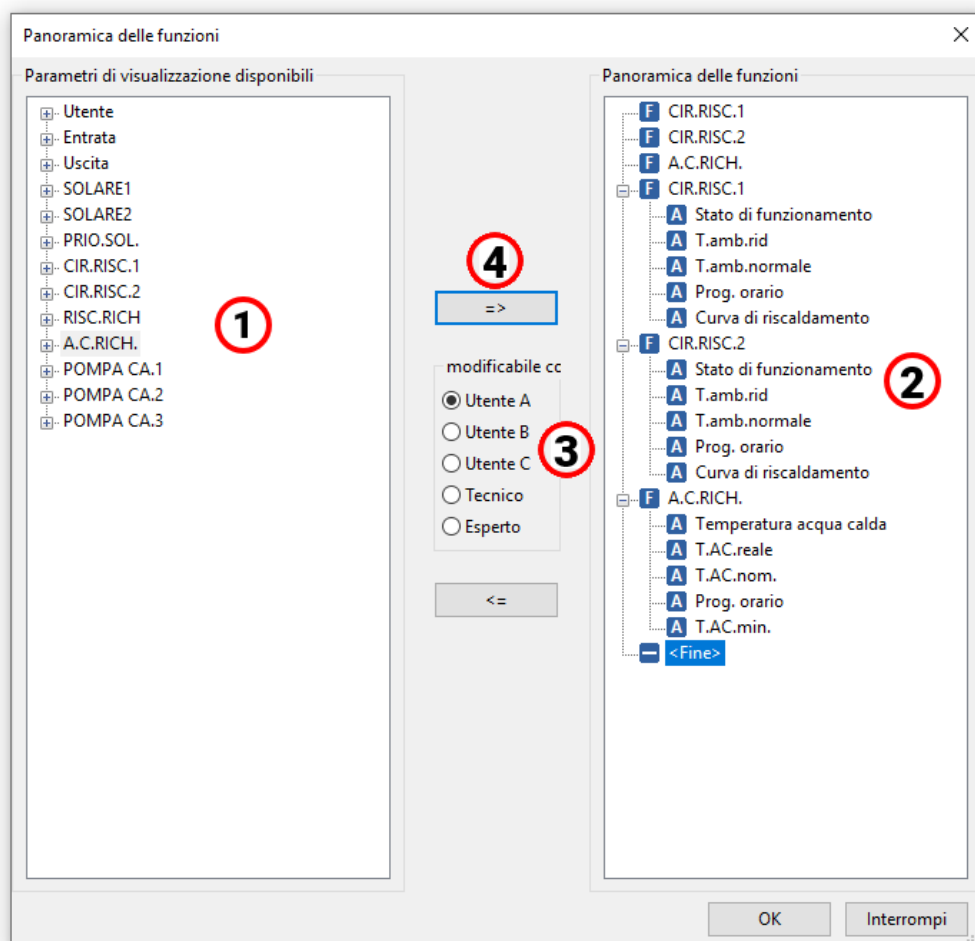 Panoramica delle funzioni
Parametri di visualizzazione disponibili
Utente
Entrata
Uscita
SOLARE1
SOLARE2
PRIO.SOL.
CIR.RISC.1
CIR.RISC.2
RISC.RICH
A.C.RICH.
POMPA CA.1
POMPA CA.2
POMPA CA.3
1
4
=>
modificabile cc
Utente A
Utente B
Utente C
Tecnico
Esperto
3
<=
Panoramica delle funzioni
F CIR.RISC.1
F CIR.RISC.2
F A.C.RICH.
F CIR.RISC.1
A Stato di funzionamento
A T.amb.rid
A T.amb.normale
A Prog. orario
A Curva di riscaldamento
F CIR.RISC.2
A Stato di funzionamento
A T.amb.rid
A T.amb.normale
A Prog. orario
A Curva di riscaldamento
2
F A.C.RICH.
A Temperatura acqua calda
A T.AC.reale
A T.AC.nom.
A Prog. orario
A T.AC.min.
<Fine>
OK
Interrompi